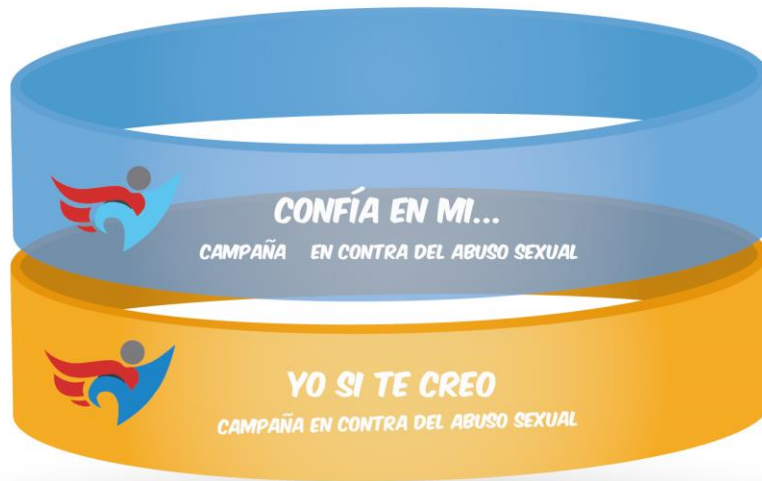 CONFÍA EN MI...
CAMPAÑA EN CONTRA DEL ABUSO SEXUAL
YO SI TE CREO
CAMPAÑA EN CONTRA DEL ABUSO SEXUAL